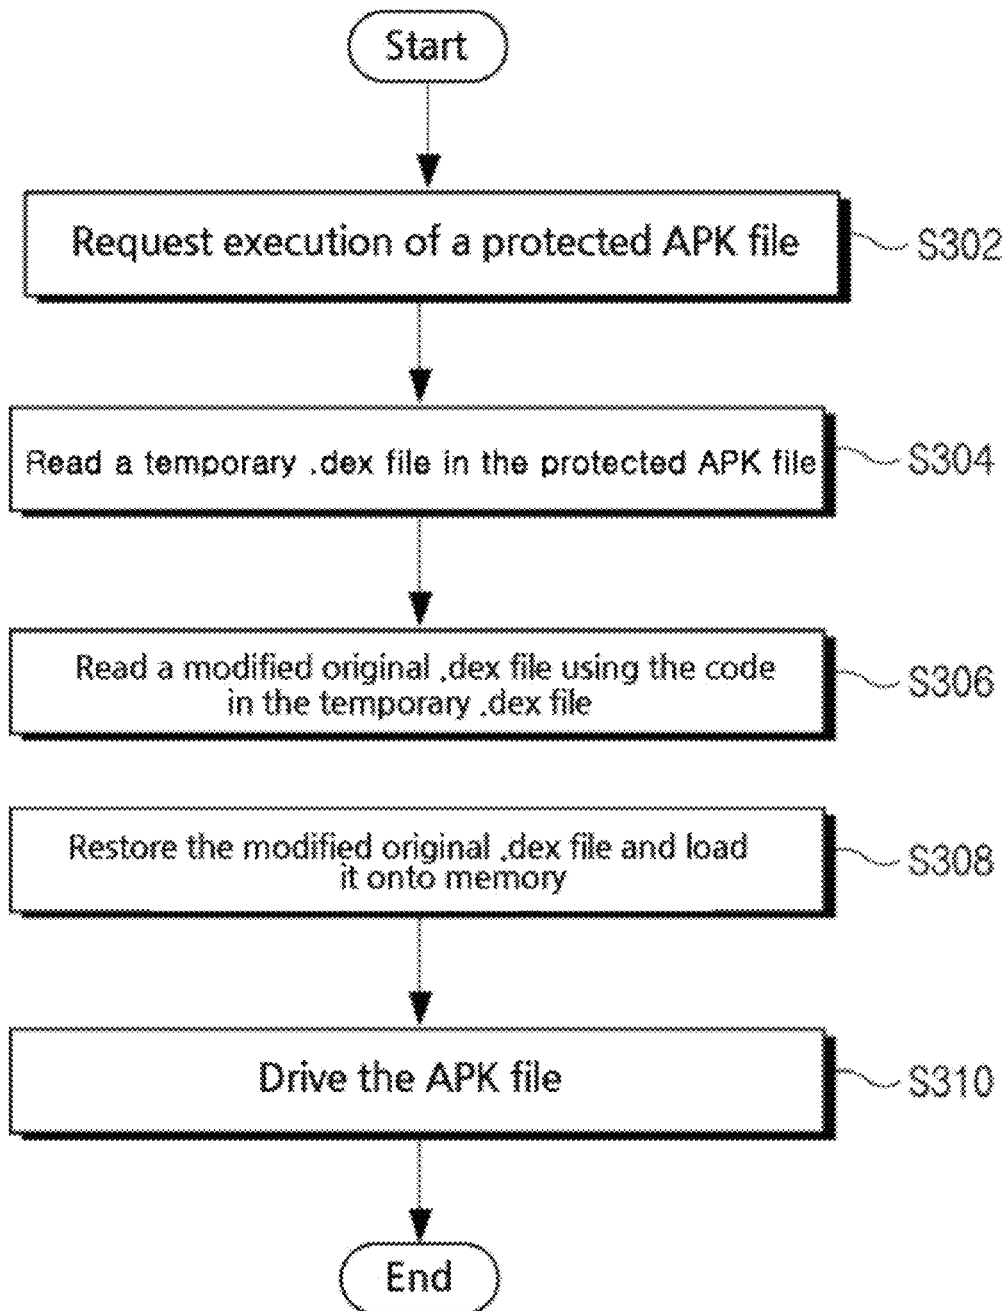 Start
Request execution of a protected APK file
S302
Read a temporary .dex file in the protected APK file
S304
Read a modified original .dex file using the code
in the temporary .dex file
S306
Restore the modified original .dex file and load
it onto memory
S308
Drive the APK file
S310
End